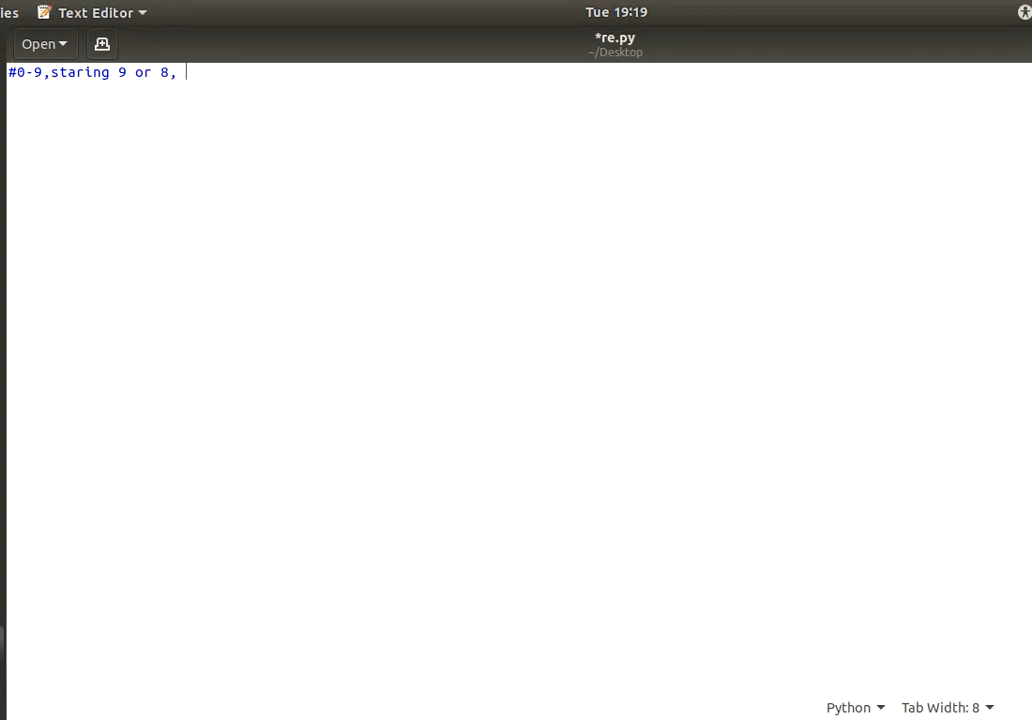 ies Text Editor Tue 19:19
Open *re.py
~/Desktop
#0-9,staring 9 or 8,
Python Tab Width: 8